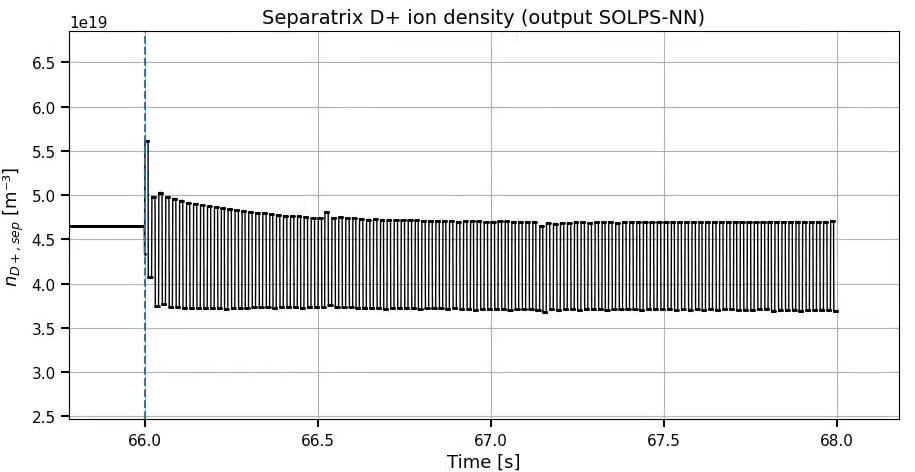 Separatrix D+ ion density (output SOLPS-NN)
1e19
6.5
6.0
5.5
5.0
4.5
4.0
3.5
3.0
2.5
n_{D+, sep} [m⁻³]
66.0 66.5 67.0 67.5 68.0
Time [s]